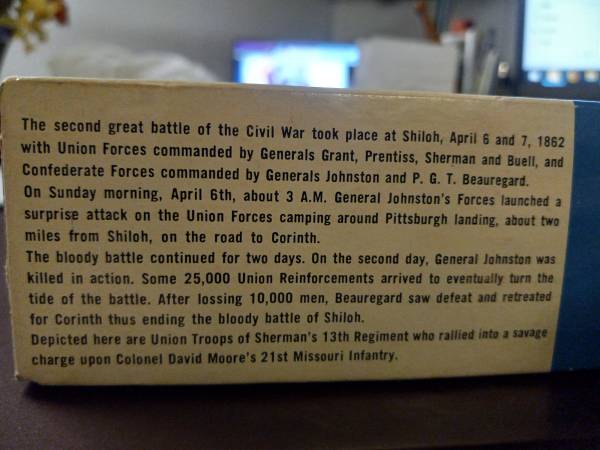 The second great battle of the Civil War took place at Shiloh, April 6 and 7, 1862
with Union Forces commanded by Generals Grant, Prentiss, Sherman and Buell, and
Confederate Forces commanded by Generals Johnston and P. G. T. Beauregard.
On Sunday morning, April 6th, about 3 A.M. General Johnston's Forces launched a
surprise attack on the Union Forces camping around Pittsburgh landing, about two
miles from Shiloh, on the road to Corinth.
The bloody battle continued for two days. On the second day, General Johnston was
killed in action. Some 25,000 Union Reinforcements arrived to eventually turn the
tide of the battle. After lossing 10,000 men, Beauregard saw defeat and retreated
for Corinth thus ending the bloody battle of Shiloh.
Depicted here are Union Troops of Sherman's 13th Regiment who rallied into a savage
charge upon Colonel David Moore's 21st Missouri Infantry.